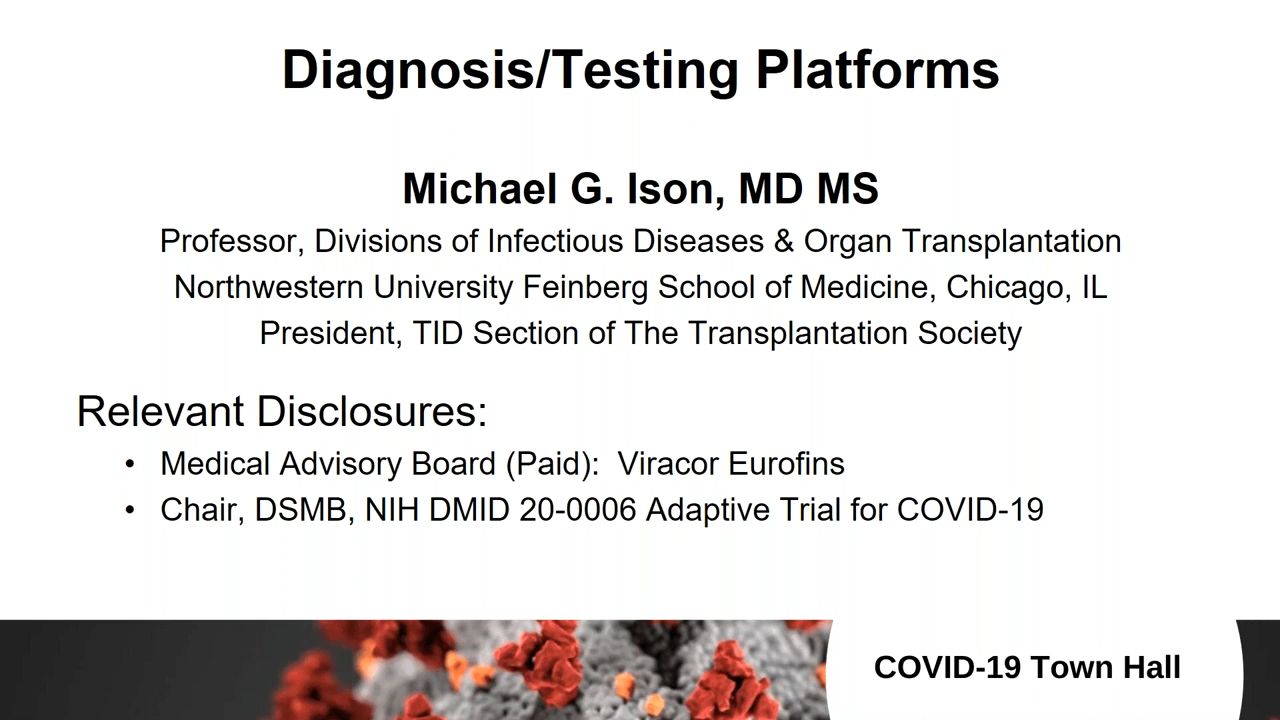 Diagnosis/Testing Platforms
Michael G. Ison, MD MS
Professor, Divisions of Infectious Diseases & Organ Transplantation
Northwestern University Feinberg School of Medicine, Chicago, IL
President, TID Section of The Transplantation Society
Relevant Disclosures:
• Medical Advisory Board (Paid):  Viracor Eurofins
• Chair, DSMB, NIH DMID 20-0006 Adaptive Trial for COVID-19
COVID-19 Town Hall